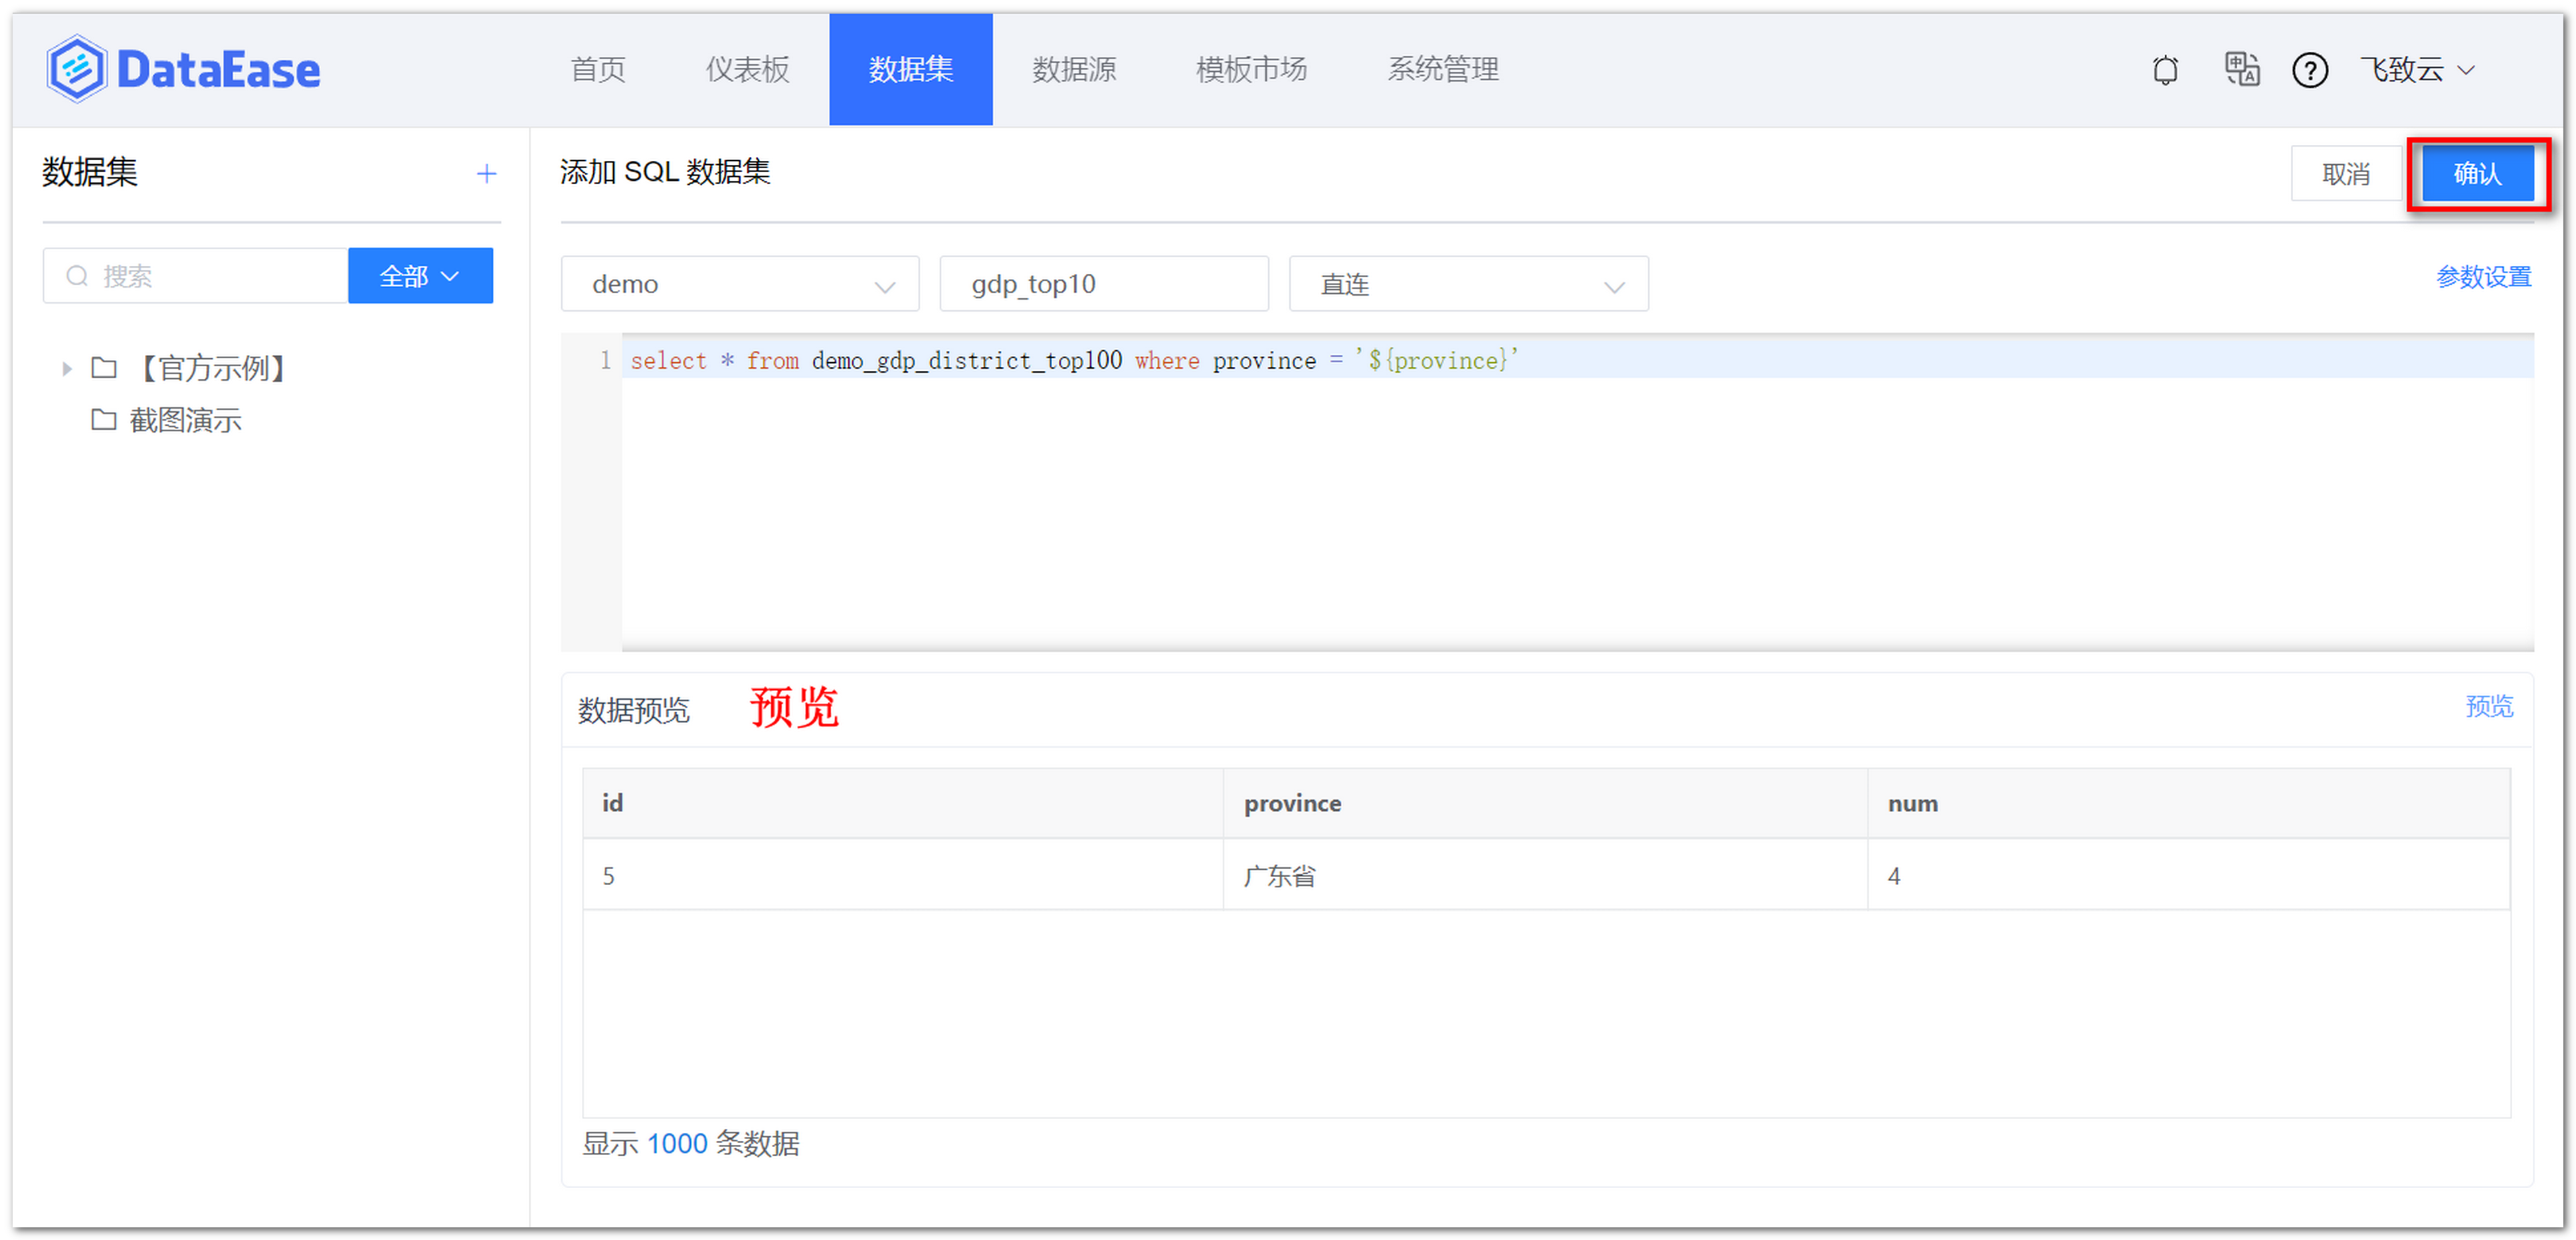 DataEase 首页 仪表板 数据集 数据源 模板市场 系统管理 中 A ? 飞致云
数据集 +
添加 SQL 数据集 取消 确认
搜索 全部
demo gdp_top10 直连 参数设置
【官方示例】
截图演示
1 select * from demo_gdp_district_top100 where province = '${province}'
数据预览 预览 预览
id province num
5 广东省 4
显示 1000 条数据